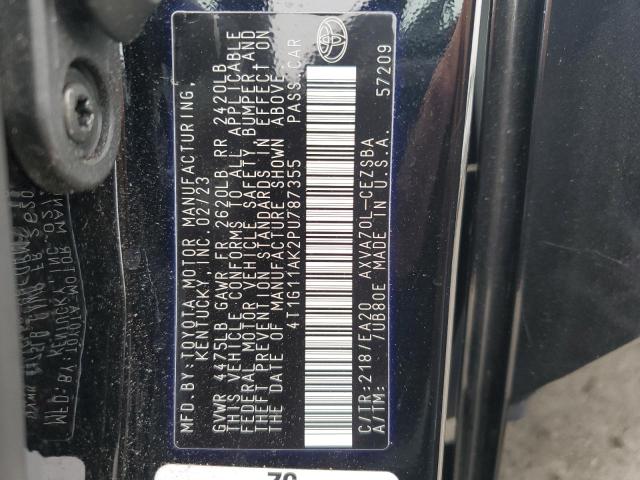 MFD. BY: TOYOTA MOTOR MANUFACTURING,
KENTUCKY, INC 02/23
GVWR 4475LB GAWR FR 2620LB RR 2420LB
THIS VEHICLE CONFORMS TO ALL APPLICABLE
FEDERAL MOTOR VEHICLE SAFETY, BUMPER AND
THEFT PREVENTION STANDARDS IN EFFECT ON
THE DATE OF MANUFACTURE SHOWN ABOVE.
4T1G11AK2PU787355 PASS. CAR
C/TR: 218/EA20 AXVA70L-CEZSBA
A/TM: /UB80E MADE IN U.S.A.
57209